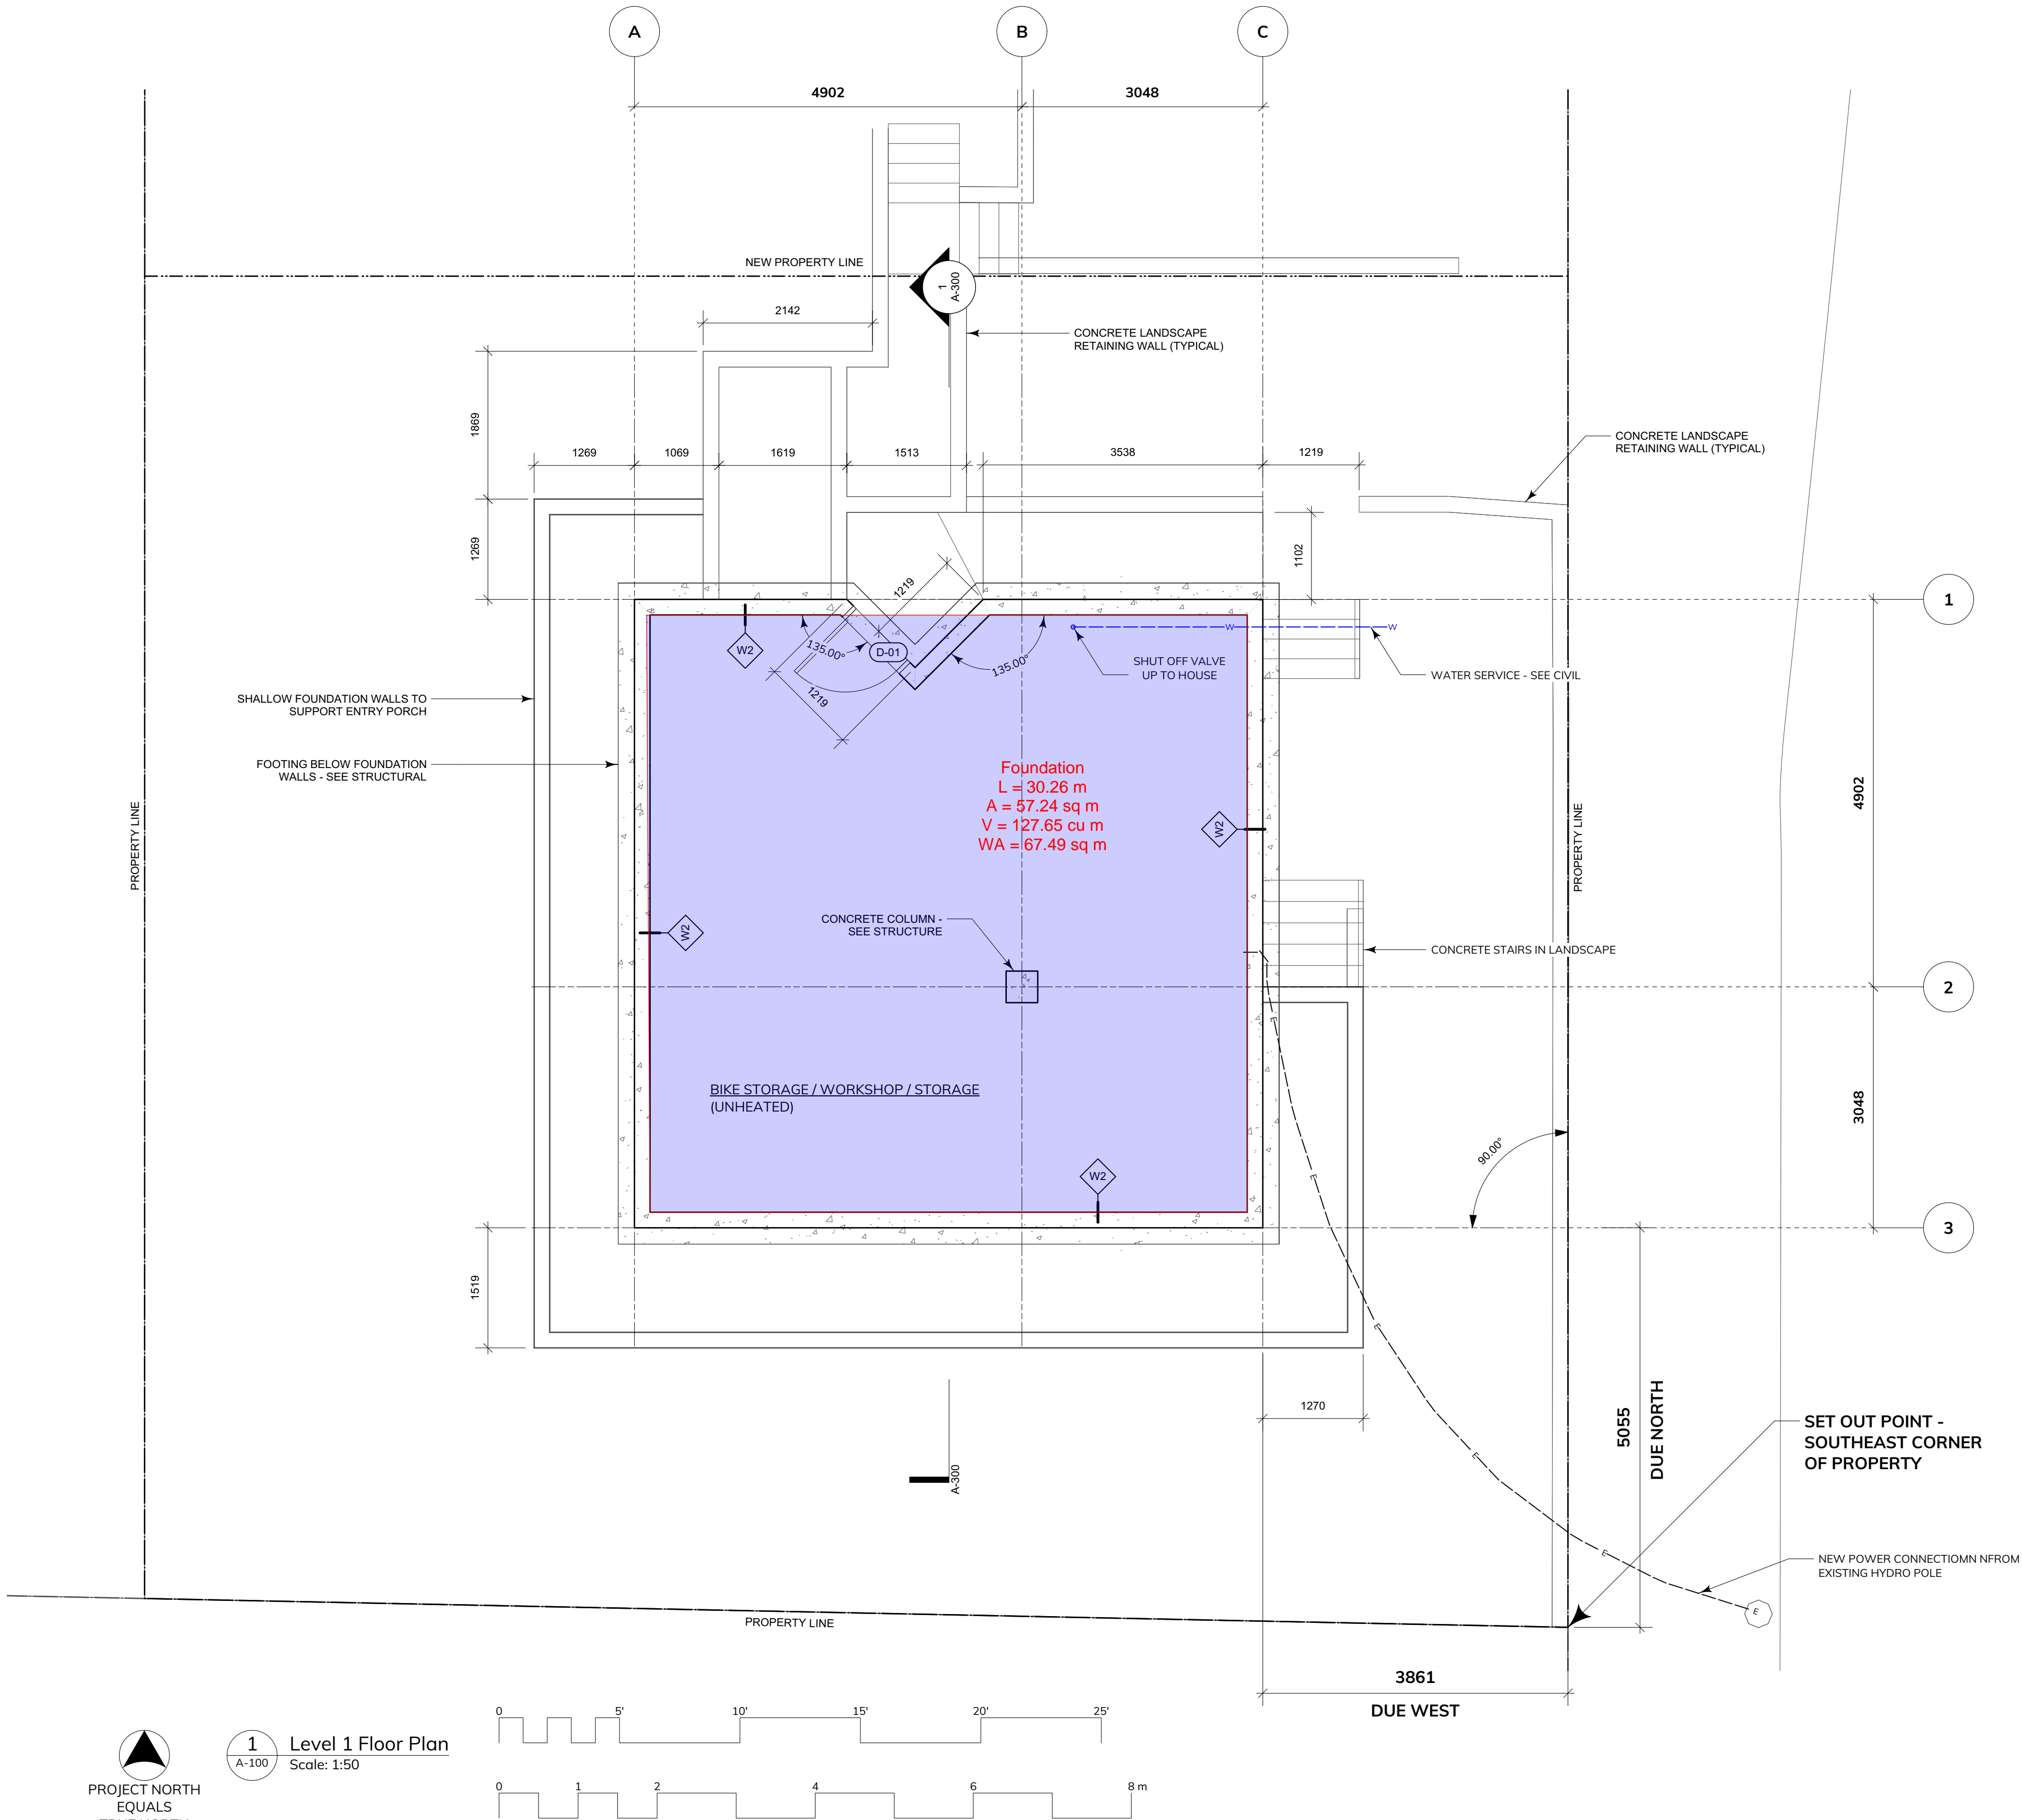 A
B
C
4902
3048
NEW PROPERTY LINE
1
A-300
2142
CONCRETE LANDSCAPE
RETAINING WALL (TYPICAL)
1869
CONCRETE LANDSCAPE
RETAINING WALL (TYPICAL)
1269
1069
1619
1513
3538
1219
1269
1102
1219
1
W2
135.00°
D-01
135.00°
W
W
SHUT OFF VALVE
UP TO HOUSE
WATER SERVICE - SEE CIVIL
1219
SHALLOW FOUNDATION WALLS TO
SUPPORT ENTRY PORCH
FOOTING BELOW FOUNDATION
WALLS - SEE STRUCTURAL
Foundation
L = 30.26 m
A = 57.24 sq m
V = 127.65 cu m
WA = 67.49 sq m
4902
PROPERTY LINE
PROPERTY LINE
W2
W2
CONCRETE COLUMN -
SEE STRUCTURE
CONCRETE STAIRS IN LANDSCAPE
2
E
BIKE STORAGE / WORKSHOP / STORAGE
(UNHEATED)
3048
90.00°
W2
E
3
1519
E
1270
5055
DUE NORTH
SET OUT POINT -
SOUTHEAST CORNER
OF PROPERTY
E
A-300
E
NEW POWER CONNECTIOMN NFROM
EXISTING HYDRO POLE
E
PROPERTY LINE
3861
DUE WEST
0
5'
10'
15'
20'
25'
1
A-100
Level 1 Floor Plan
Scale: 1:50
PROJECT NORTH
EQUALS
0
1
2
4
6
8 m